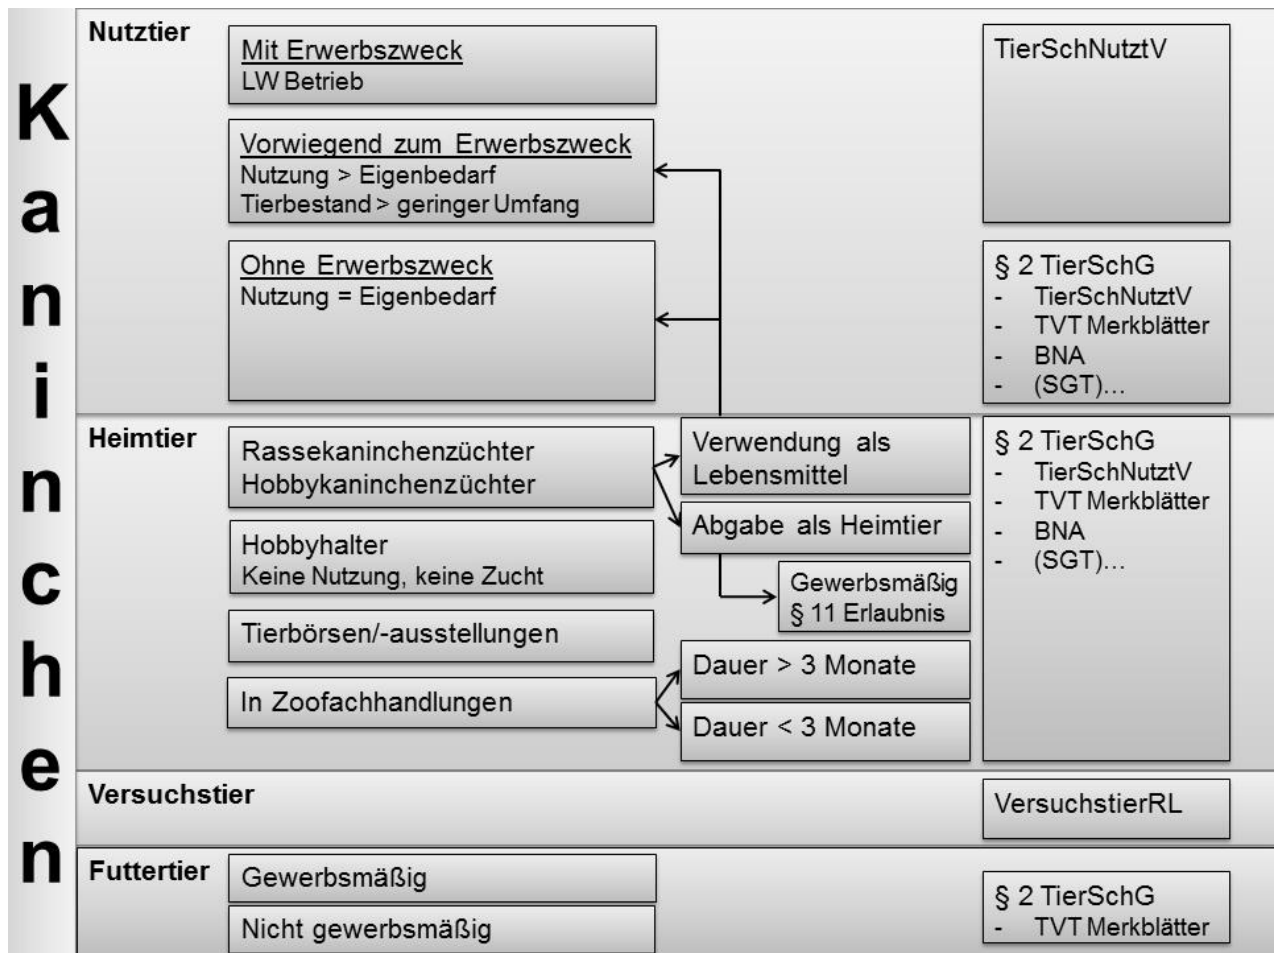 Kaninchen
Nutztier
Mit Erwerbszweck
LW Betrieb
Vorwiegend zum Erwerbszweck
Nutzung > Eigenbedarf
Tierbestand > geringer Umfang
Ohne Erwerbszweck
Nutzung = Eigenbedarf
TierSchNutztV
§ 2 TierSchG
- TierSchNutztV
- TVT Merkblätter
- BNA
- (SGT)...
Heimtier
Rassekaninchenzüchter
Hobbykaninchenzüchter
Hobbyhalter
Keine Nutzung, keine Zucht
Tierbörsen/-ausstellungen
In Zoofachhandlungen
Verwendung als
Lebensmittel
Abgabe als Heimtier
Gewerbsmäßig
§ 11 Erlaubnis
Dauer > 3 Monate
Dauer < 3 Monate
§ 2 TierSchG
- TierSchNutztV
- TVT Merkblätter
- BNA
- (SGT)...
Versuchstier
VersuchstierRL
Futtertier
Gewerbsmäßig
Nicht gewerbsmäßig
§ 2 TierSchG
- TVT Merkblätter